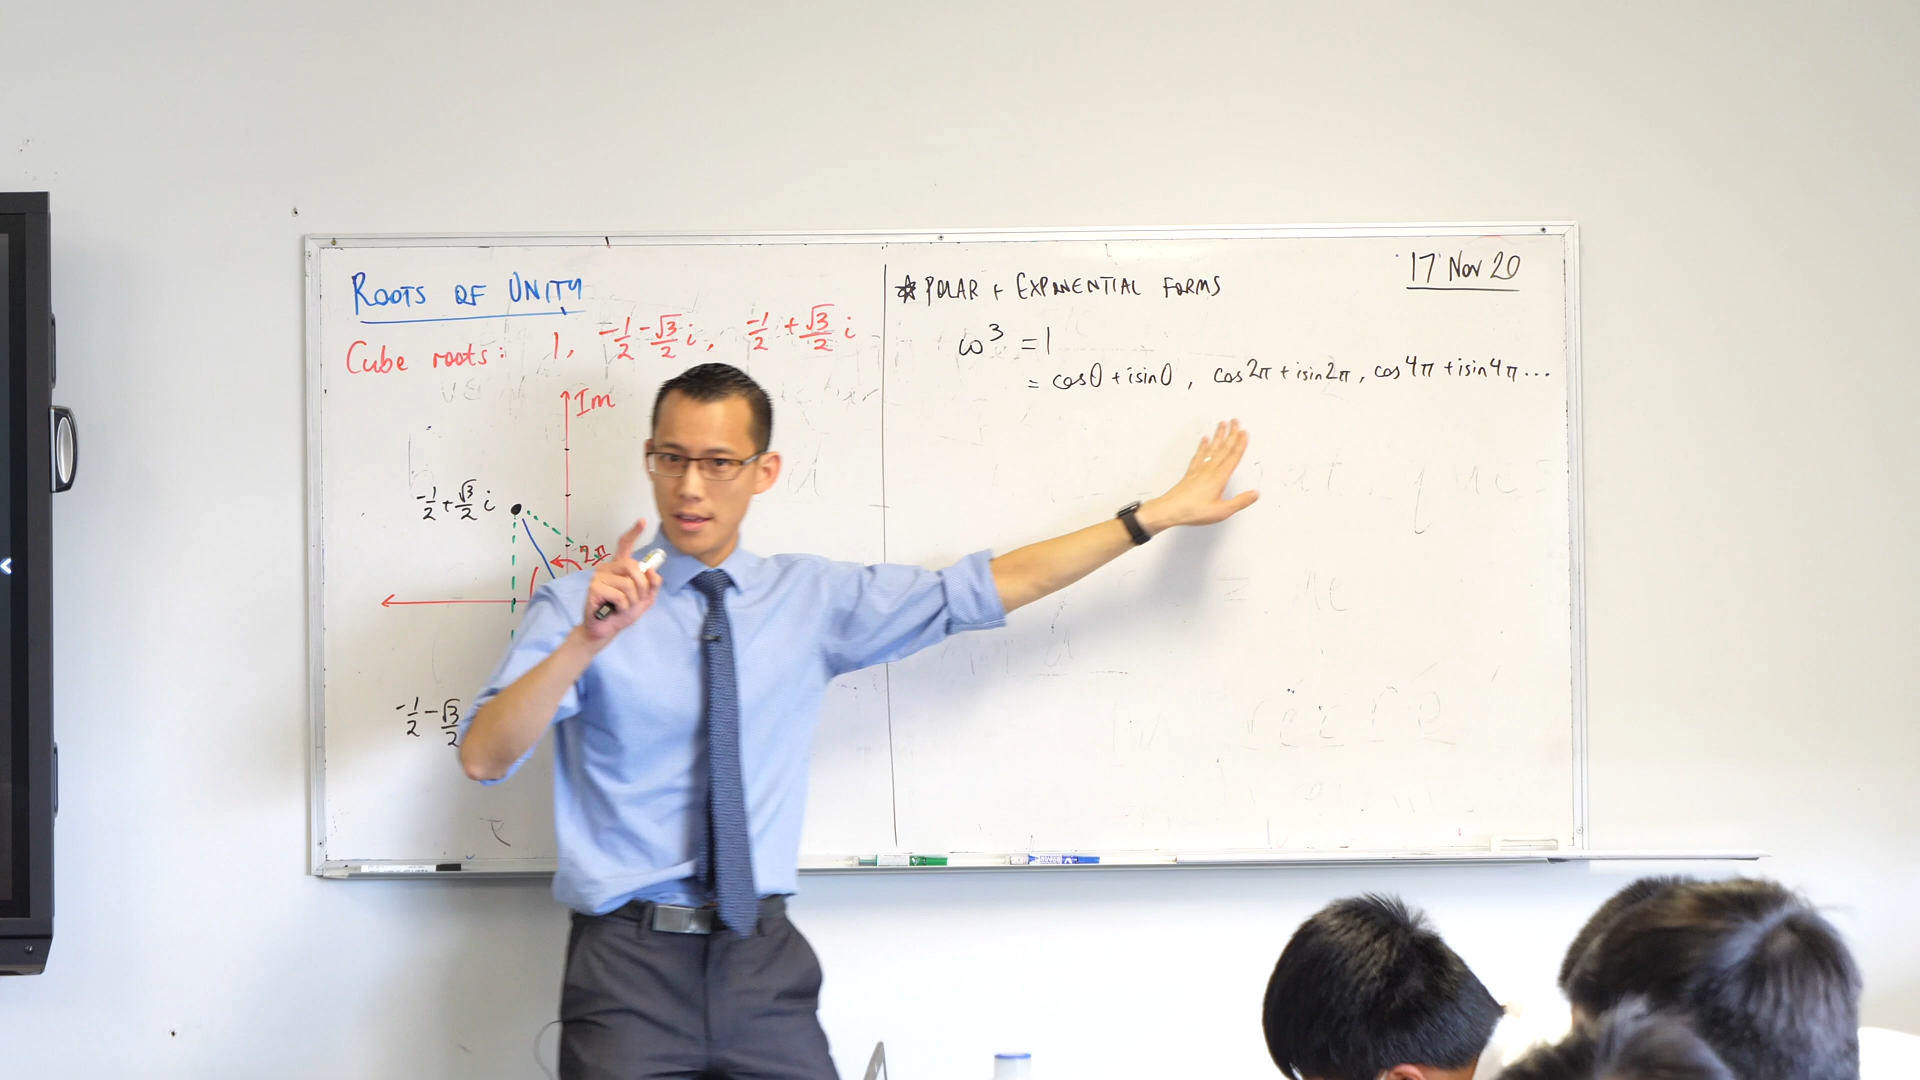 ROOTS OF UNITY
Cube roots: 1, -1/2 - √3/2 i, -1/2 + √3/2 i
Im
-1/2 + √3/2 i
2π
-1/2 - √3/2
17 Nov 20
* POLAR + EXPONENTIAL FORMS
ω³ = 1
= cos0 + isin0, cos2π + isin2π, cos4π + isin4π...